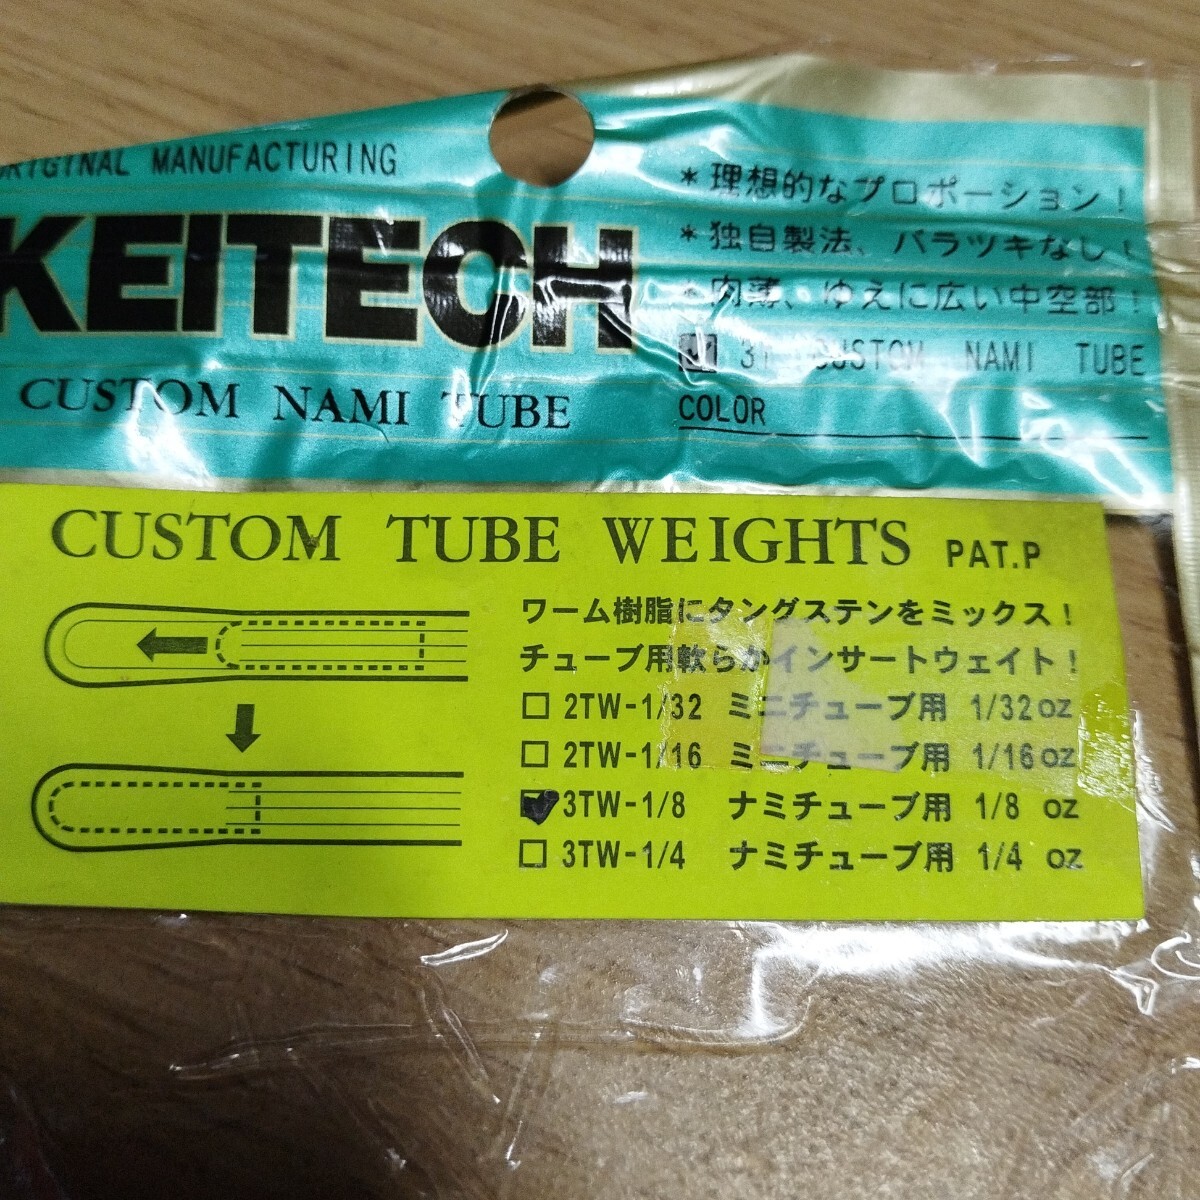 ORIGINAL MANUFACTURING
KEITECH
CUSTOM NAMI TUBE
*理想的なプロポーション!
*独自製法、バラツキなし!
*肉薄、ゆえに広い中空部!
CUSTOM NAMI TUBE
COLOR
CUSTOM TUBE WEIGHTS PAT.P
ワーム樹脂にタングステンをミックス!
チューブ用軟らかインサートウェイト!
□ 2TW-1/32 ミニチューブ用 1/32 oz
□ 2TW-1/16 ミニチューブ用 1/16 oz
☑ 3TW-1/8 ナミチューブ用 1/8 oz
□ 3TW-1/4 ナミチューブ用 1/4 oz